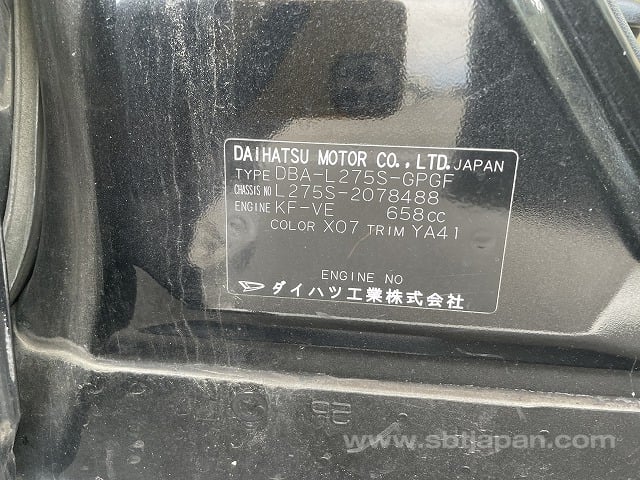 DAIHATSU MOTOR CO.,LTD. JAPAN
TYPE DBA-L275S-GPGF
CHASSIS NO L275S-2078488
ENGINE KF-VE 658CC
COLOR X07 TRIM YA41
ENGINE NO
ダイハツ工業株式会社
www.sbtjapan.com